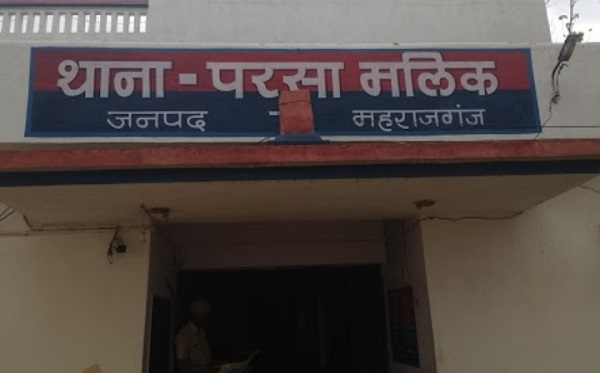 थाना - परसा मलिक
जनपद - महराजगंज